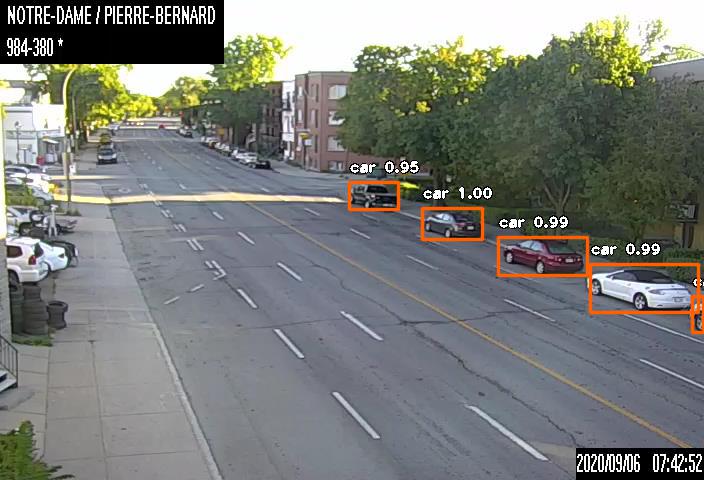 NOTRE-DAME / PIERRE-BERNARD
984-380 *
car 0.95
car 1.00
car 0.99
car 0.99
2020/09/06 07:42:52